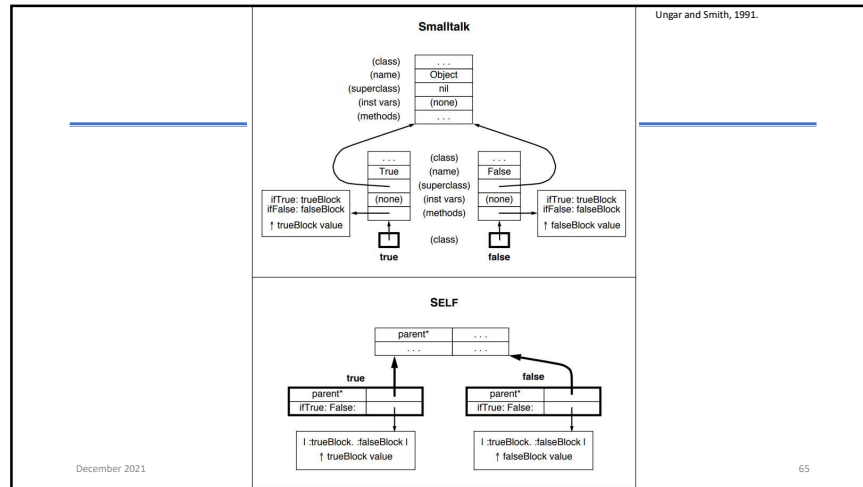 Ungar and Smith, 1991.
Smalltalk
(class) . . .
(name) Object
(superclass) nil
(inst vars) (none)
(methods) . . .
. . . (class) . . .
True (name) False
(superclass)
(none) (inst vars) (none)
(methods)
ifTrue: trueBlock
ifFalse: falseBlock
↑ trueBlock value
ifTrue: trueBlock
ifFalse: falseBlock
↑ falseBlock value
(class)
true false
SELF
parent* . . .
. . . . . .
true false
parent* parent*
ifTrue: False: ifTrue: False:
I :trueBlock. :falseBlock I
↑ trueBlock value
I :trueBlock. :falseBlock I
↑ falseBlock value
December 2021 65